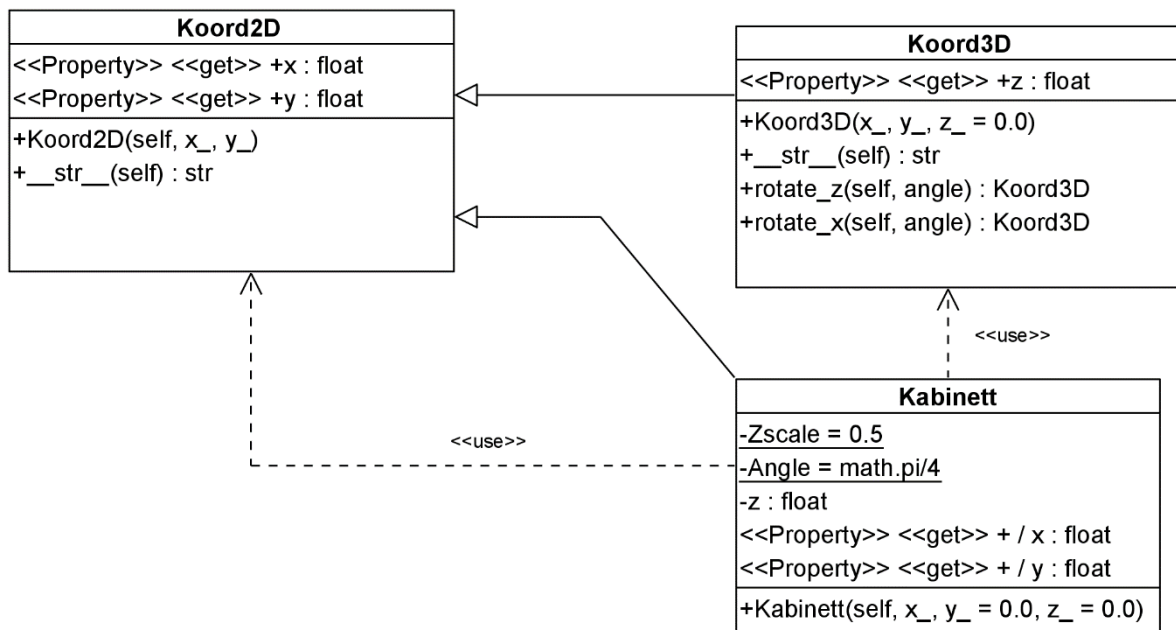 Koord2D
<<Property>> <<get>> +x : float
<<Property>> <<get>> +y : float
+Koord2D(self, x_, y_)
+__str__(self) : str
Koord3D
<<Property>> <<get>> +z : float
+Koord3D(x_, y_, z_ = 0.0)
+__str__(self) : str
+rotate_z(self, angle) : Koord3D
+rotate_x(self, angle) : Koord3D
<<use>>
<<use>>
Kabinett
-Zscale = 0.5
-Angle = math.pi/4
-z : float
<<Property>> <<get>> + / x : float
<<Property>> <<get>> + / y : float
+Kabinett(self, x_, y_ = 0.0, z_ = 0.0)